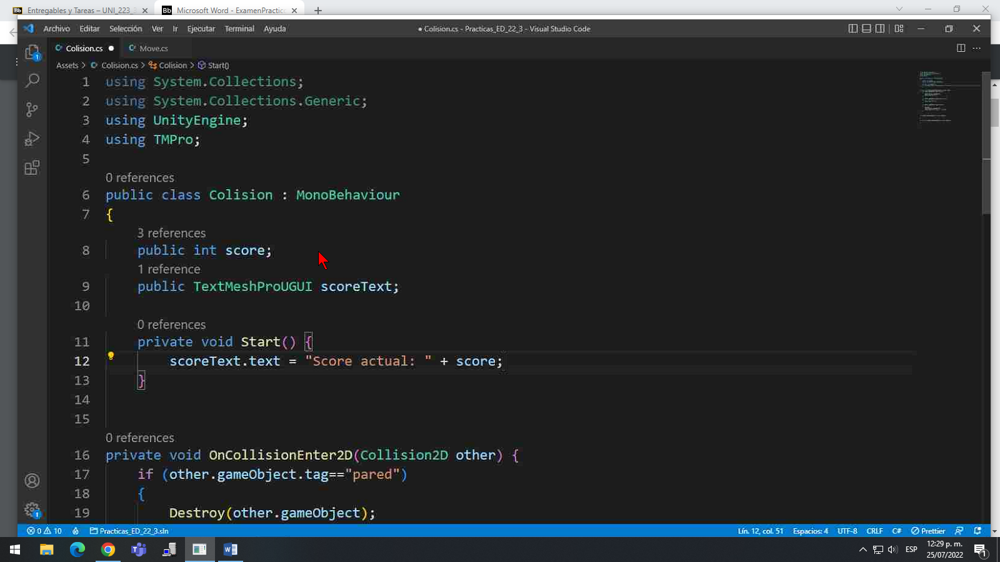 Entregables y Tareas – UNI_223_3
Microsoft Word - ExamenPractico
Archivo Editar Selección Ver Ir Ejecutar Terminal Ayuda
● Colision.cs - Practicas_ED_22_3 - Visual Studio Code
Colision.cs ●
Move.cs
Assets > Colision.cs > Colision > Start()
1 using System.Collections;
2 using System.Collections.Generic;
3 using UnityEngine;
4 using TMPro;
5
0 references
6 public class Colision : MonoBehaviour
7 {
3 references
8 public int score;
1 reference
9 public TextMeshProUGUI scoreText;
10
0 references
11 private void Start() {
12 scoreText.text = "Score actual: " + score;
13 }
14
15
0 references
16 private void OnCollisionEnter2D(Collision2D other) {
17 if (other.gameObject.tag=="pared")
18 {
19 Destroy(other.gameObject);
0 10 Practicas_ED_22_3.sln
Lín. 12, col. 51 Espacios: 4 UTF-8 CRLF C# Prettier
ESP
12:29 p. m.
25/07/2022
1